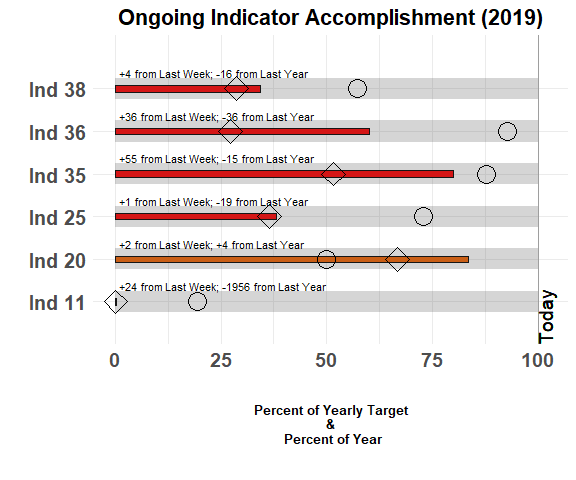 Ongoing Indicator Accomplishment (2019)
+4 from Last Week; -16 from Last Year
Ind 38
+36 from Last Week; -36 from Last Year
Ind 36
+55 from Last Week; -15 from Last Year
Ind 35
+1 from Last Week; -19 from Last Year
Ind 25
+2 from Last Week; +4 from Last Year
Ind 20
+24 from Last Week; -1956 from Last Year
Ind 11
Today
0 25 50 75 100
Percent of Yearly Target
&
Percent of Year